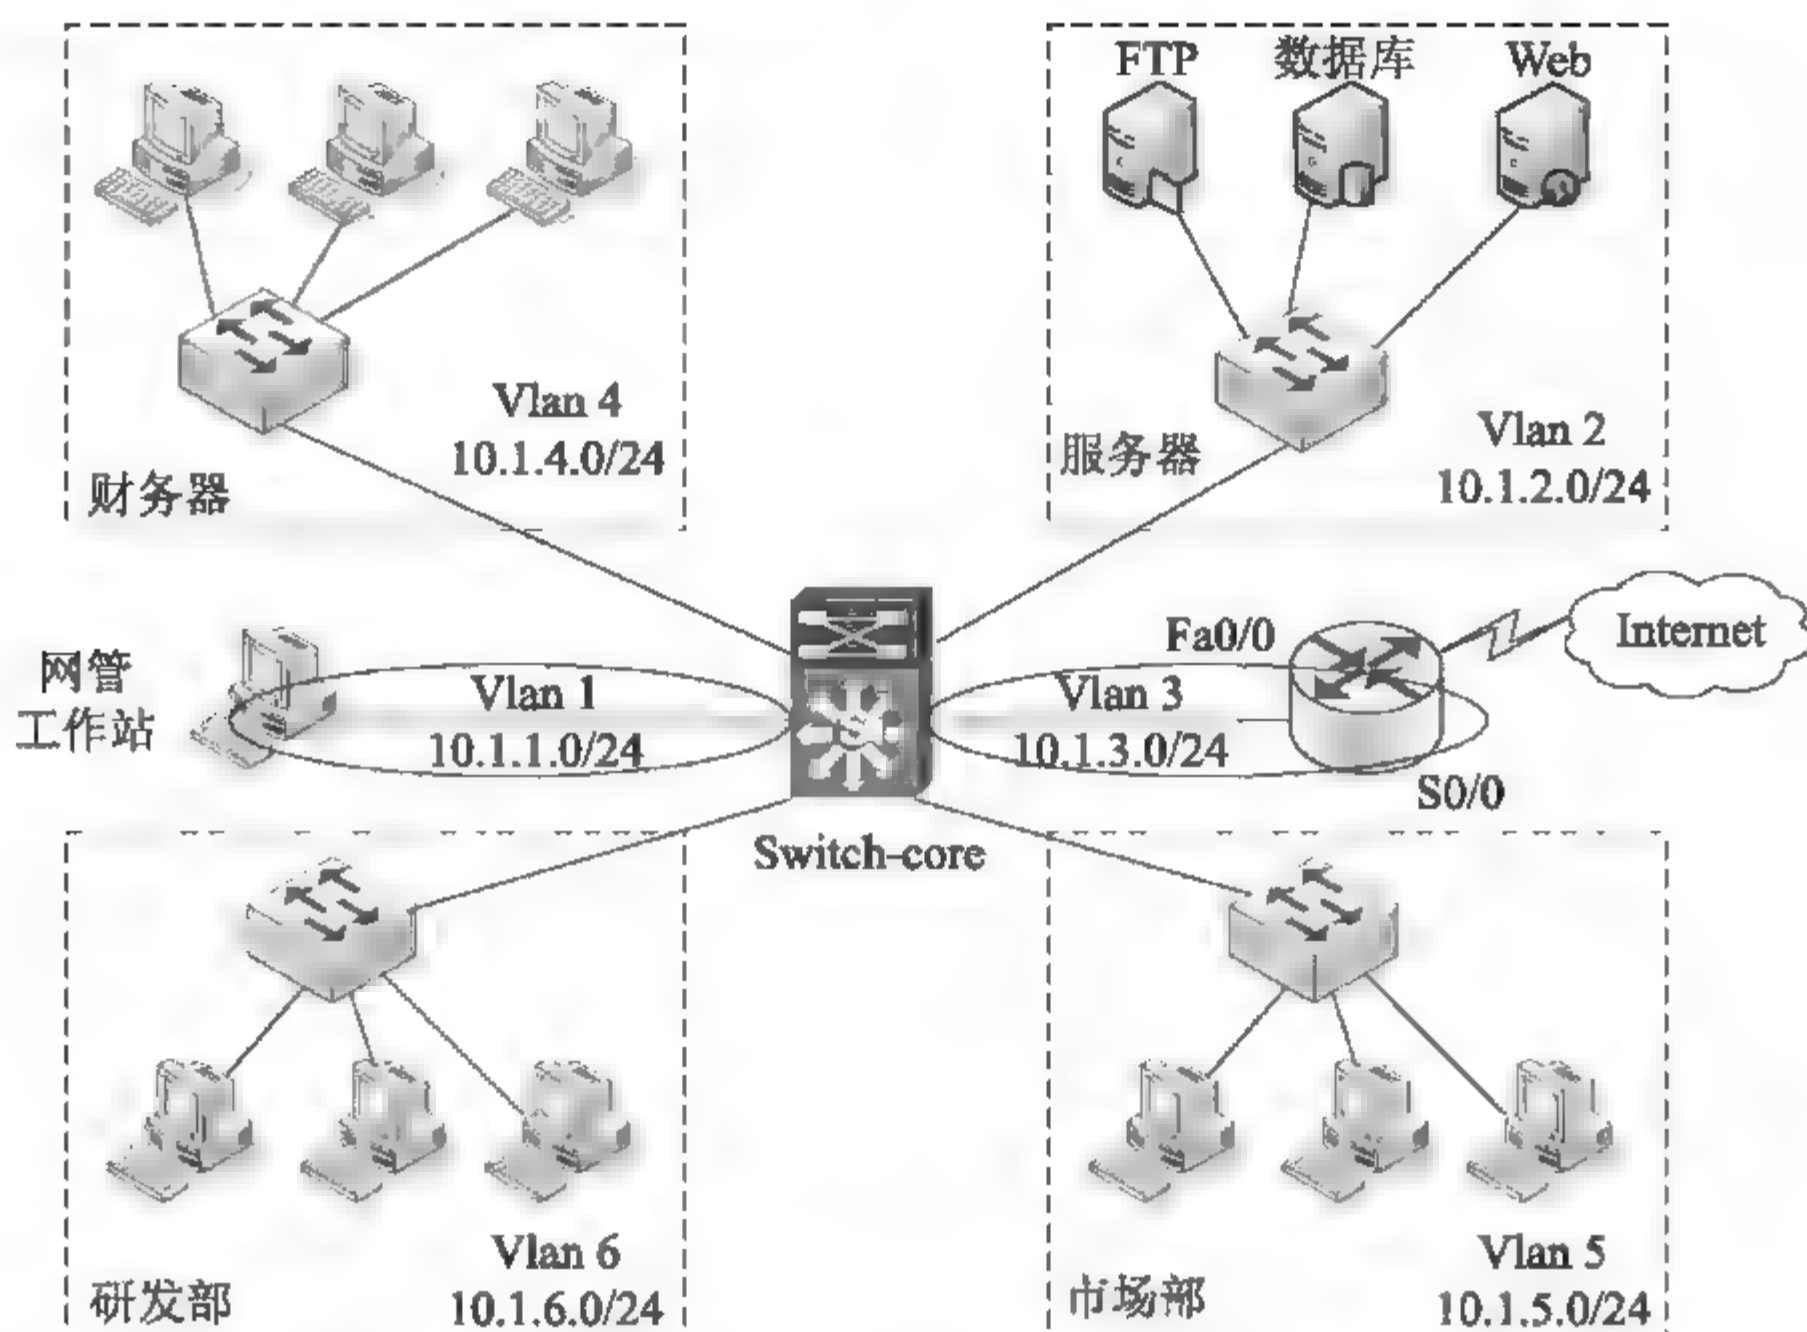 FTP 数据库 Web
Vlan 4
10.1.4.0/24
财务器
Vlan 2
10.1.2.0/24
服务器
网管
工作站
Vlan 1
10.1.1.0/24
Vlan 3
10.1.3.0/24
Fa0/0
Internet
S0/0
Switch-core
Vlan 6
10.1.6.0/24
研发部
Vlan 5
10.1.5.0/24
市场部